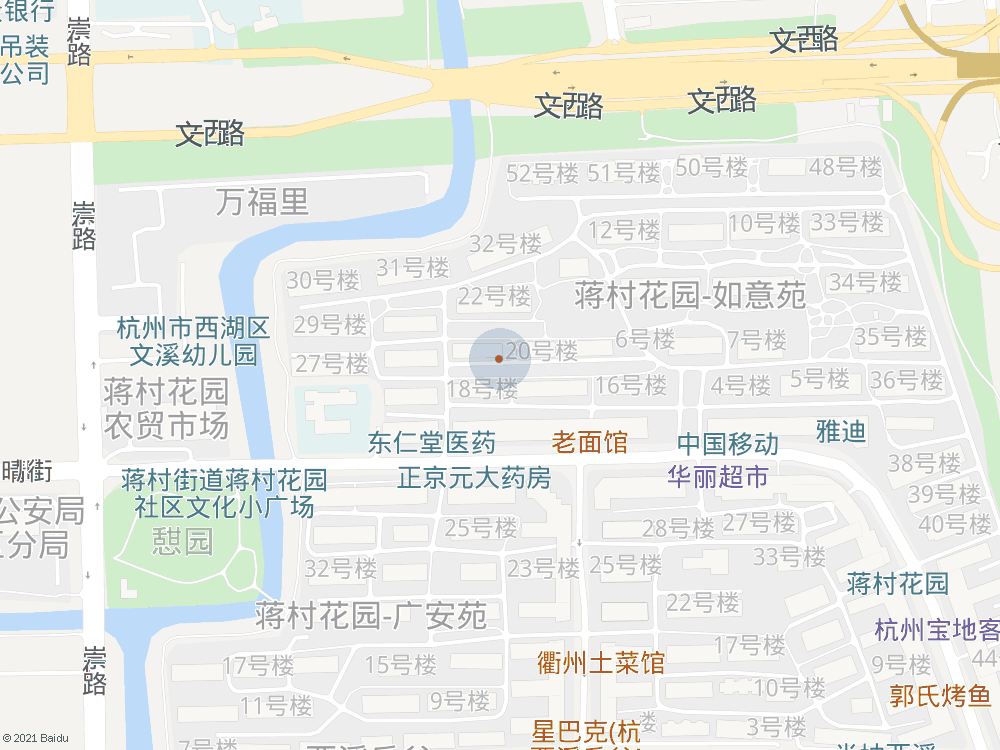 银行
吊装
公司
崇
路
文西路
文西路
文西路
文西路
52号楼
51号楼
50号楼
48号楼
万福里
崇
路
12号楼
10号楼
33号楼
32号楼
31号楼
30号楼
22号楼
蒋村花园-如意苑
34号楼
杭州市西湖区
文溪幼儿园
29号楼
6号楼
7号楼
35号楼
20号楼
27号楼
蒋村花园
农贸市场
18号楼
16号楼
4号楼
5号楼
36号楼
东仁堂医药
老面馆
中国移动
雅迪
晴街
蒋村街道蒋村花园
社区文化小广场
正京元大药房
华丽超市
38号楼
39号楼
公安局
分局
憇园
25号楼
28号楼
27号楼
40号楼
32号楼
23号楼
25号楼
33号楼
蒋村花园
蒋村花园-广安苑
22号楼
杭州宝地客
崇
路
17号楼
15号楼
衢州土菜馆
17号楼
9号楼
44
11号楼
9号楼
10号楼
郭氏烤鱼
星巴克(杭
号楼
3号楼
© 2021 Baidu